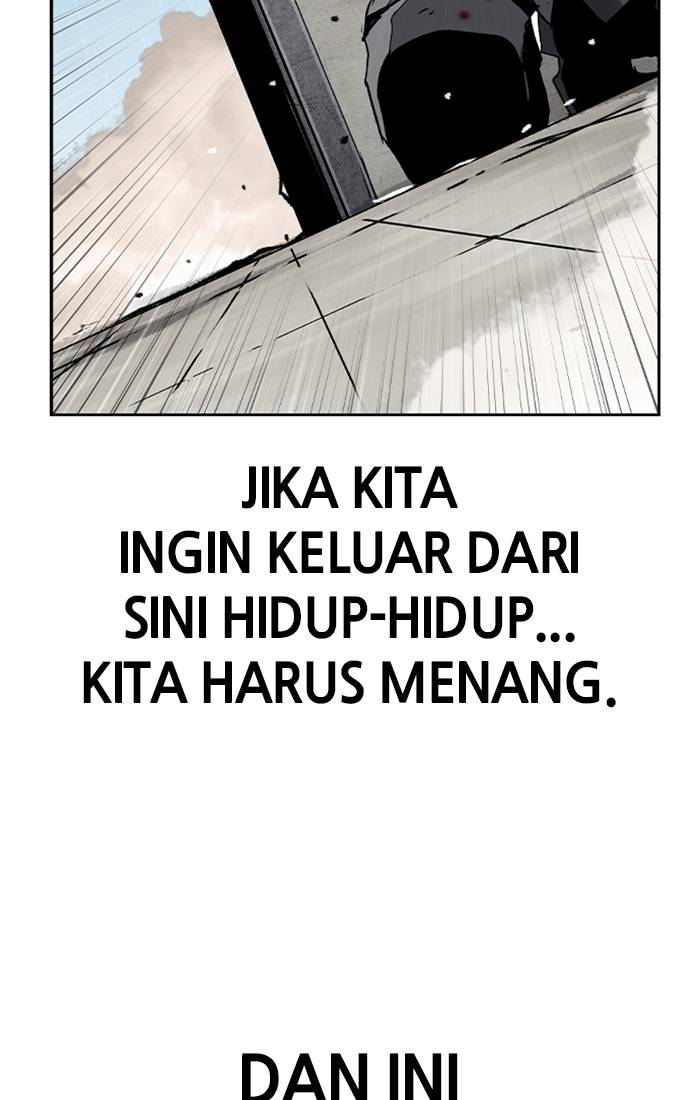 JIKA KITA
INGIN KELUAR DARI
SINI HIDUP-HIDUP...
KITA HARUS MENANG.
DAN INI